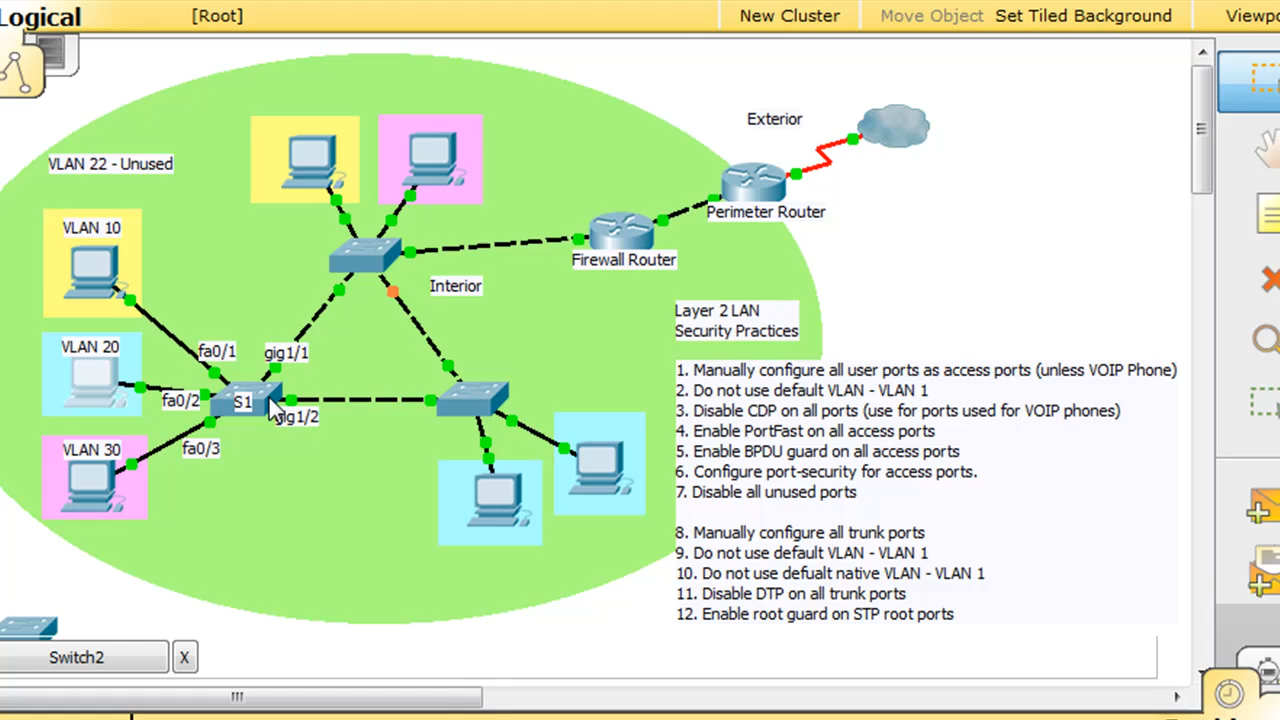 Logical
[Root]
New Cluster
Move Object
Set Tiled Background
Viewpo
Exterior
VLAN 22 - Unused
Perimeter Router
VLAN 10
Firewall Router
Interior
Layer 2 LAN
Security Practices
VLAN 20
fa0/1
gig1/1
1. Manually configure all user ports as access ports (unless VOIP Phone)
2. Do not use default VLAN - VLAN 1
3. Disable CDP on all ports (use for ports used for VOIP phones)
4. Enable PortFast on all access ports
5. Enable BPDU guard on all access ports
6. Configure port-security for access ports.
7. Disable all unused ports
fa0/2
S1
gig1/2
VLAN 30
fa0/3
8. Manually configure all trunk ports
9. Do not use default VLAN - VLAN 1
10. Do not use defualt native VLAN - VLAN 1
11. Disable DTP on all trunk ports
12. Enable root guard on STP root ports
Switch2
X